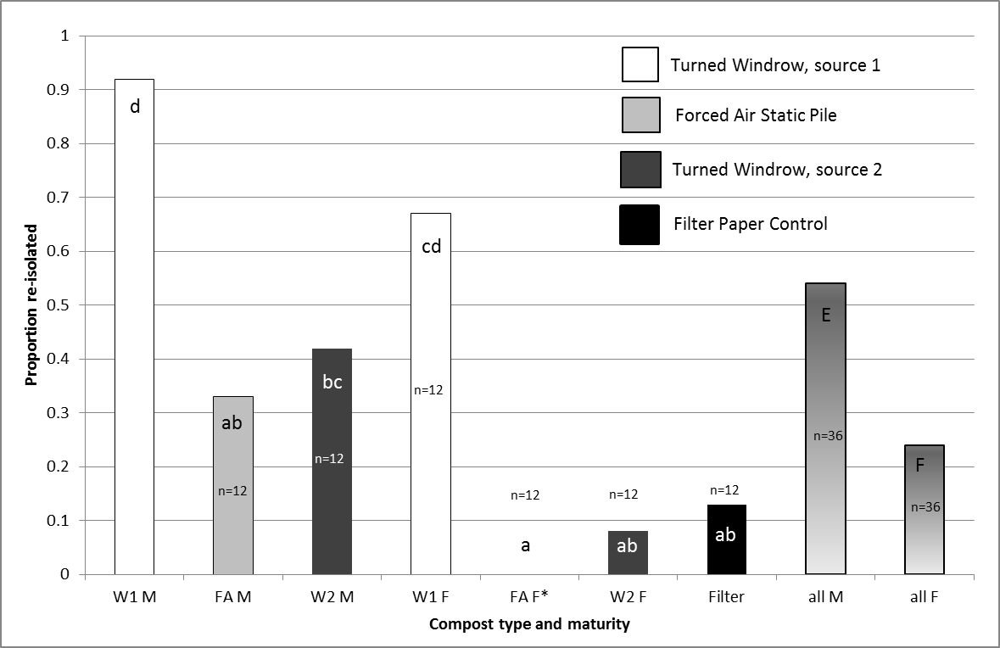 Proportion re-isolated
1
0.9
0.8
0.7
0.6
0.5
0.4
0.3
0.2
0.1
0
Turned Windrow, source 1
Forced Air Static Pile
Turned Windrow, source 2
Filter Paper Control
d
ab
n=12
bc
n=12
cd
n=12
n=12
a
n=12
ab
n=12
ab
E
n=36
F
n=36
W1 M FA M W2 M W1 F FA F* W2 F Filter all M all F
Compost type and maturity